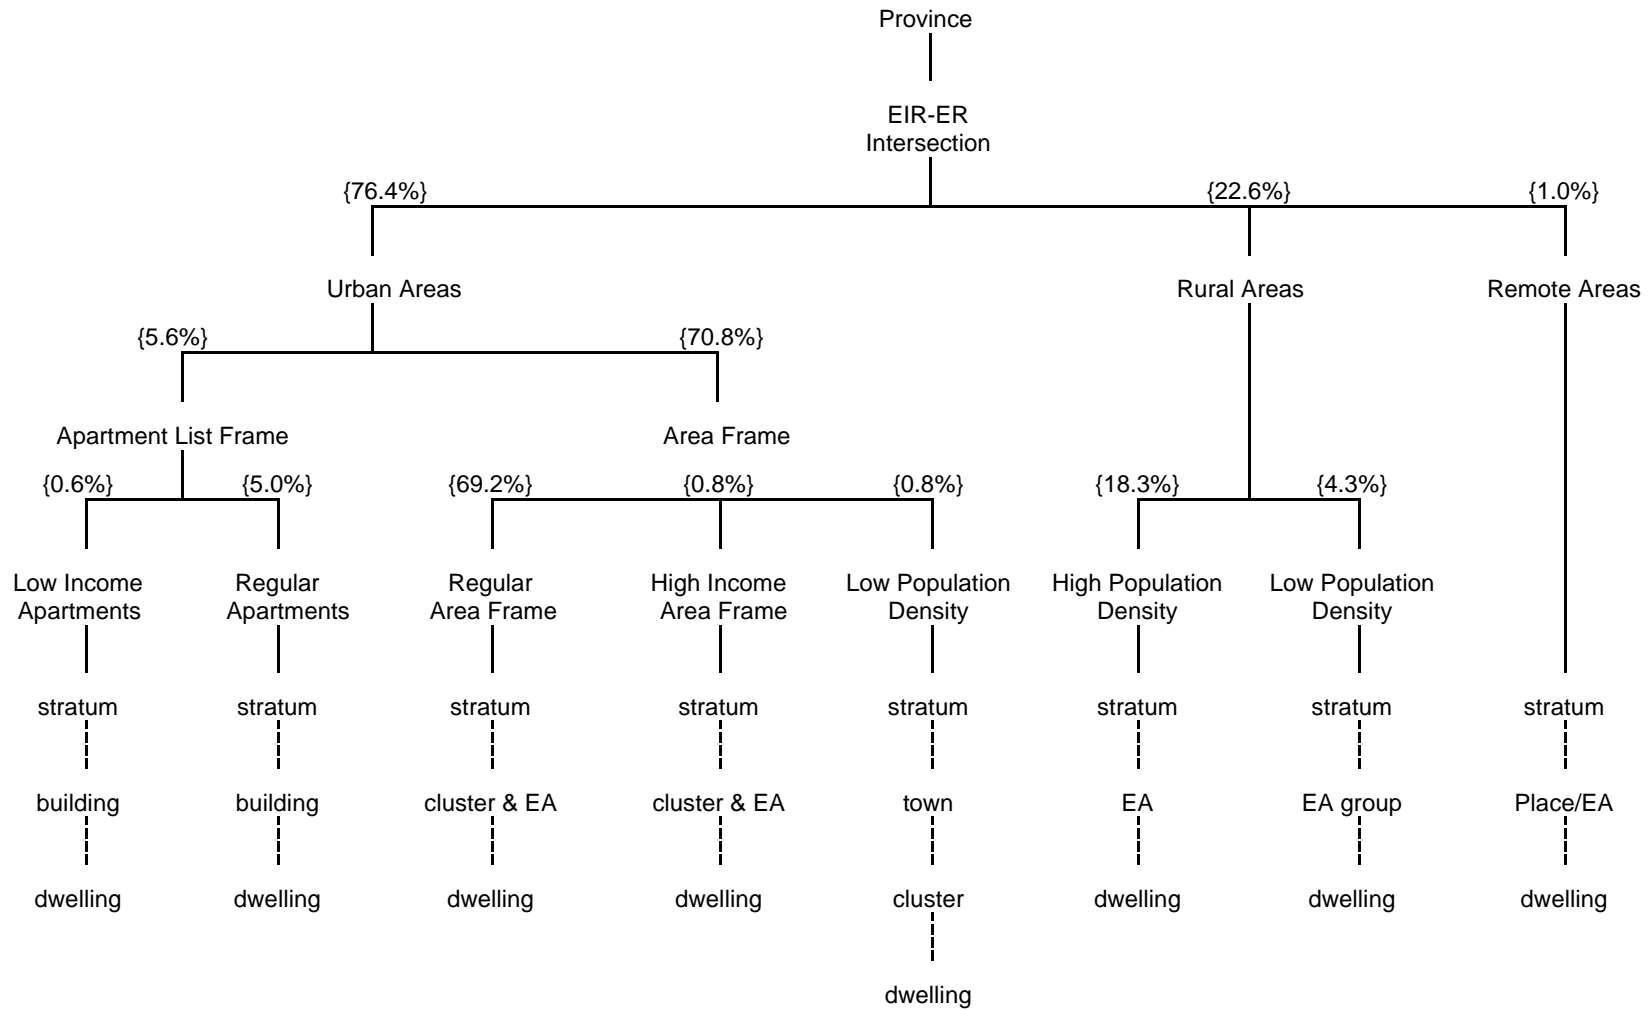 Province
EIR-ER
Intersection
{76.4%} {22.6%} {1.0%}
Urban Areas Rural Areas Remote Areas
{5.6%} {70.8%}
Apartment List Frame Area Frame
{0.6%} {5.0%} {69.2%} {0.8%} {0.8%} {18.3%} {4.3%}
Low Income Regular Regular High Income Low Population High Population Low Population
Apartments Apartments Area Frame Area Frame Density Density Density
stratum stratum stratum stratum stratum stratum stratum stratum
building building cluster & EA cluster & EA town EA EA group Place/EA
dwelling dwelling dwelling dwelling cluster dwelling dwelling dwelling
dwelling